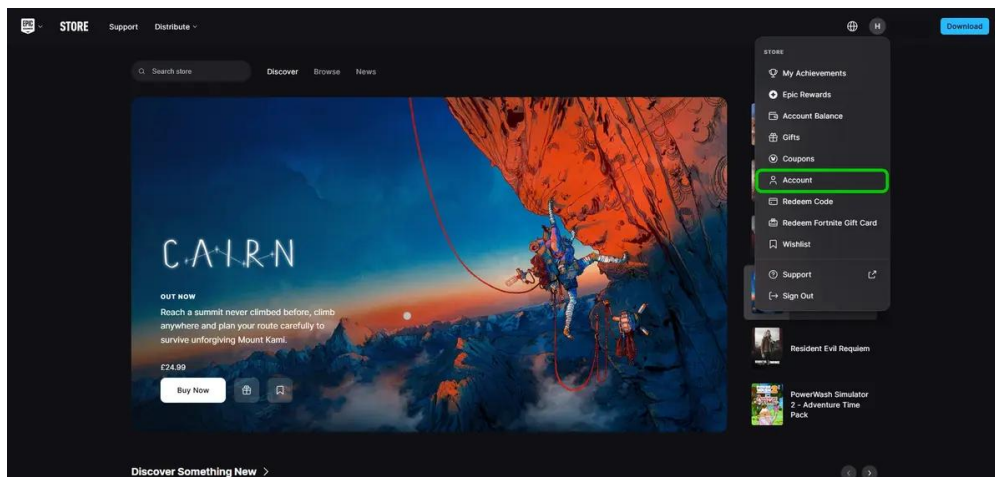 EPIC
STORE
Support
Distribute
H
Download
Search store
Discover
Browse
News
STORE
My Achievements
Epic Rewards
Account Balance
Gifts
Coupons
Account
Redeem Code
Redeem Fortnite Gift Card
Wishlist
Support
Sign Out
CAIRN
OUT NOW
Reach a summit never climbed before, climb
anywhere and plan your route carefully to
survive unforgiving Mount Kami.
£24.99
Buy Now
Resident Evil Requiem
PowerWash Simulator
2 - Adventure Time
Pack
Discover Something New